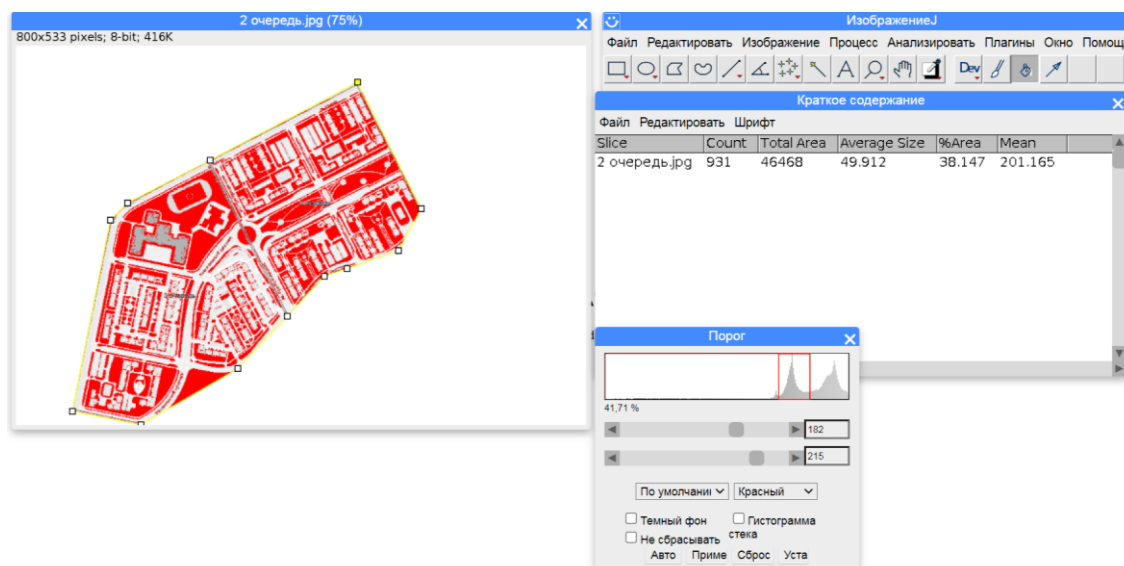 2 очередь.jpg (75%)
800x533 pixels; 8-bit; 416K
ИзображениеJ
Файл Редактировать Изображение Процесс Анализировать Плагины Окно Помощ
Dev
Краткое содержание
Файл Редактировать Шрифт
Slice Count Total Area Average Size %Area Mean
2 очередь.jpg 931 46468 49.912 38.147 201.165
Порог
41,71 %
182
215
По умолчани Красный
Темный фон Гистограмма
Не сбрасывать стека
Авто Приме Сброс Уста